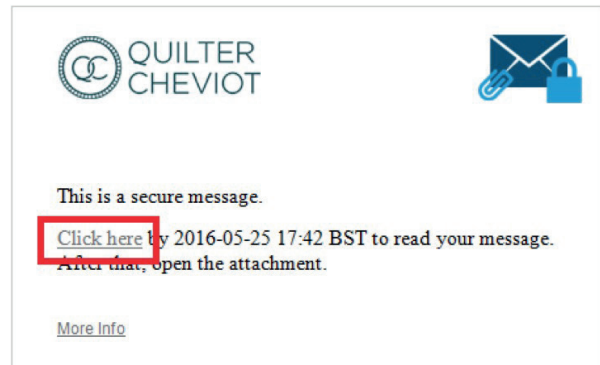 QC QUILTER
CHEVIOT
This is a secure message.
Click here by 2016-05-25 17:42 BST to read your message.
After that, open the attachment.
More Info